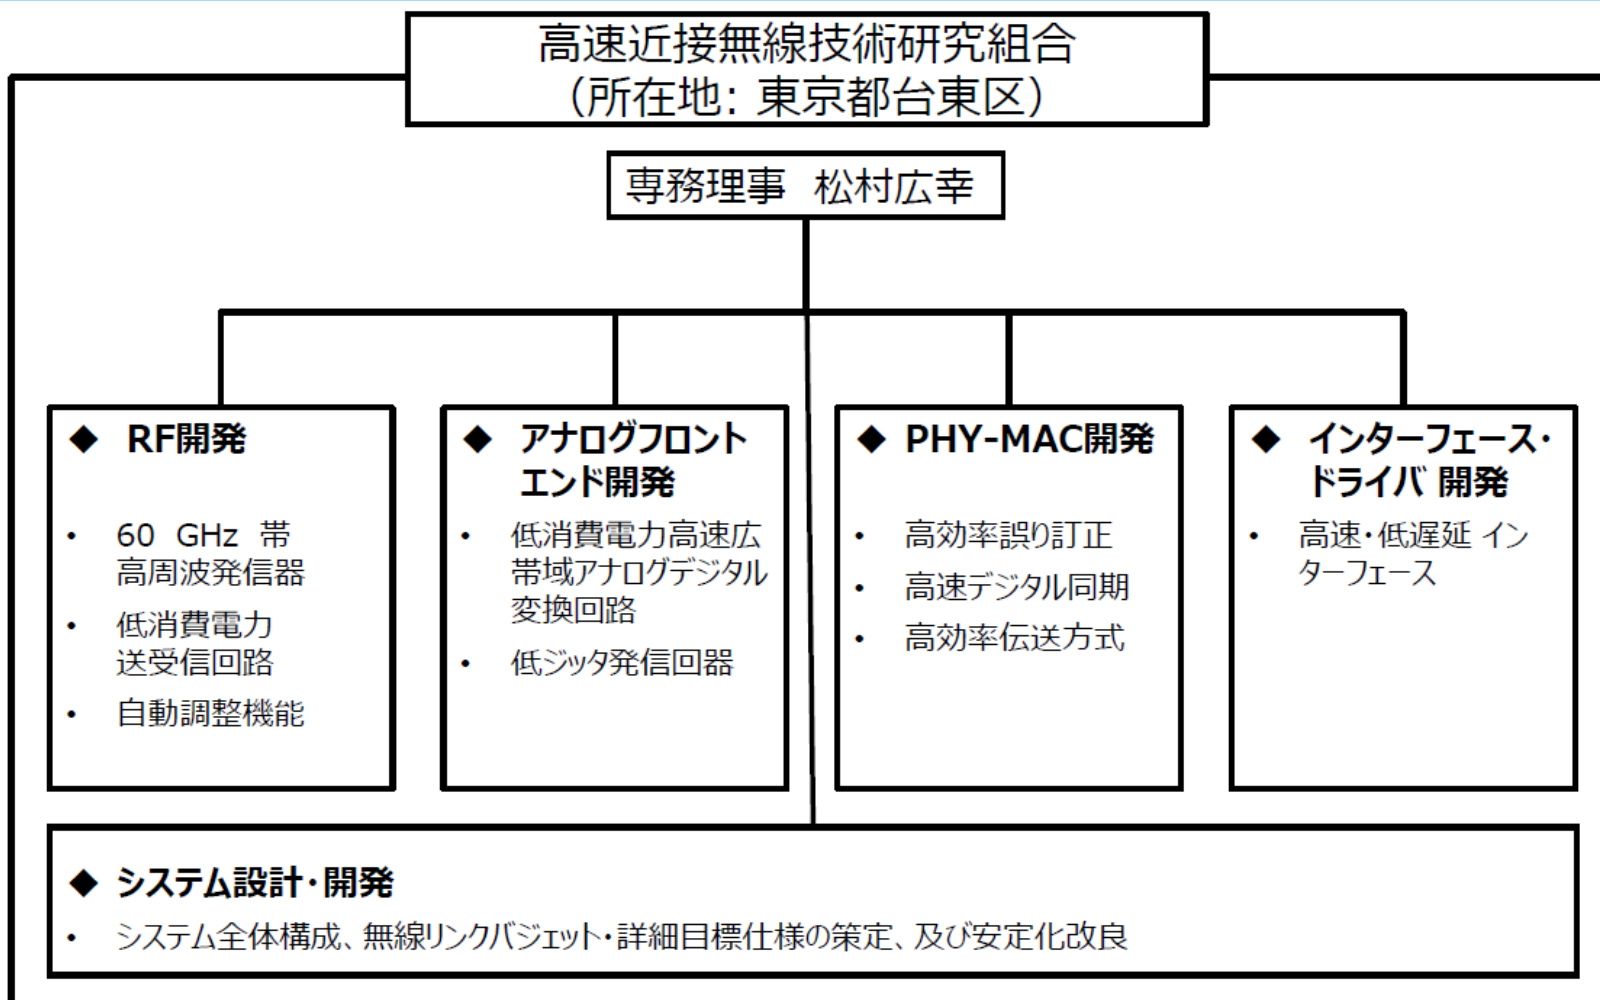 高速近接無線技術研究組合
（所在地: 東京都台東区）
専務理事　松村広幸
◆ RF開発
• 60 GHz 帯
高周波発信器
• 低消費電力
送受信回路
• 自動調整機能
◆ アナログフロント
エンド開発
• 低消費電力高速広
帯域アナログデジタル
変換回路
• 低ジッタ発信回器
◆ PHY-MAC開発
• 高効率誤り訂正
• 高速デジタル同期
• 高効率伝送方式
◆ インターフェース・
ドライバ 開発
• 高速・低遅延 イン
ターフェース
◆ システム設計・開発
• システム全体構成、無線リンクバジェット・詳細目標仕様の策定、及び安定化改良